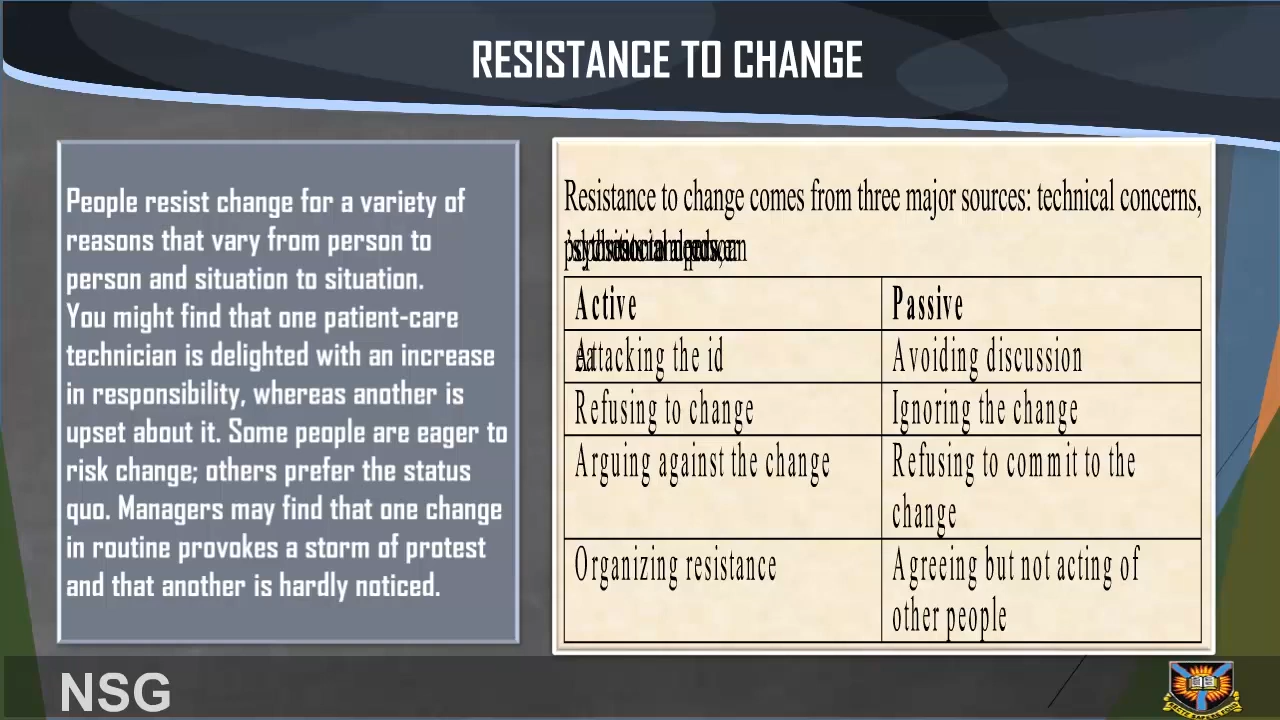 RESISTANCE TO CHANGE
People resist change for a variety of
reasons that vary from person to
person and situation to situation.
You might find that one patient-care
technician is delighted with an increase
in responsibility, whereas another is
upset about it. Some people are eager to
risk change; others prefer the status
quo. Managers may find that one change
in routine provokes a storm of protest
and that another is hardly noticed.
Resistance to change comes from three major sources: technical concerns,
Active Passive
Attacking the id Avoiding discussion
Refusing to change Ignoring the change
Arguing against the change Refusing to commit to the
change
Organizing resistance Agreeing but not acting of
other people
NSG